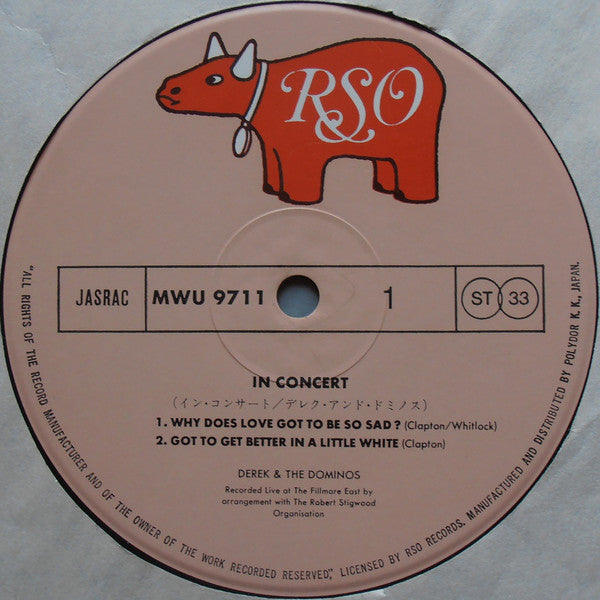 RSO
JASRAC
MWU 9711
1
ST 33
IN CONCERT
(イン・コンサート/デレク・アンド・ドミノス)
1. WHY DOES LOVE GOT TO BE SO SAD? (Clapton/Whitlock)
2. GOT TO GET BETTER IN A LITTLE WHITE (Clapton)
DEREK & THE DOMINOS
Recorded Live at The Fillmore East by
arrangement with The Robert Stigwood
Organisation
"ALL RIGHTS OF THE RECORD MANUFACTURER AND OF THE OWNER OF THE WORK RECORDED RESERVED," LICENSED BY RSO RECORDS. MANUFACTURED AND DISTRIBUTED BY POLYDOR K. K., JAPAN.